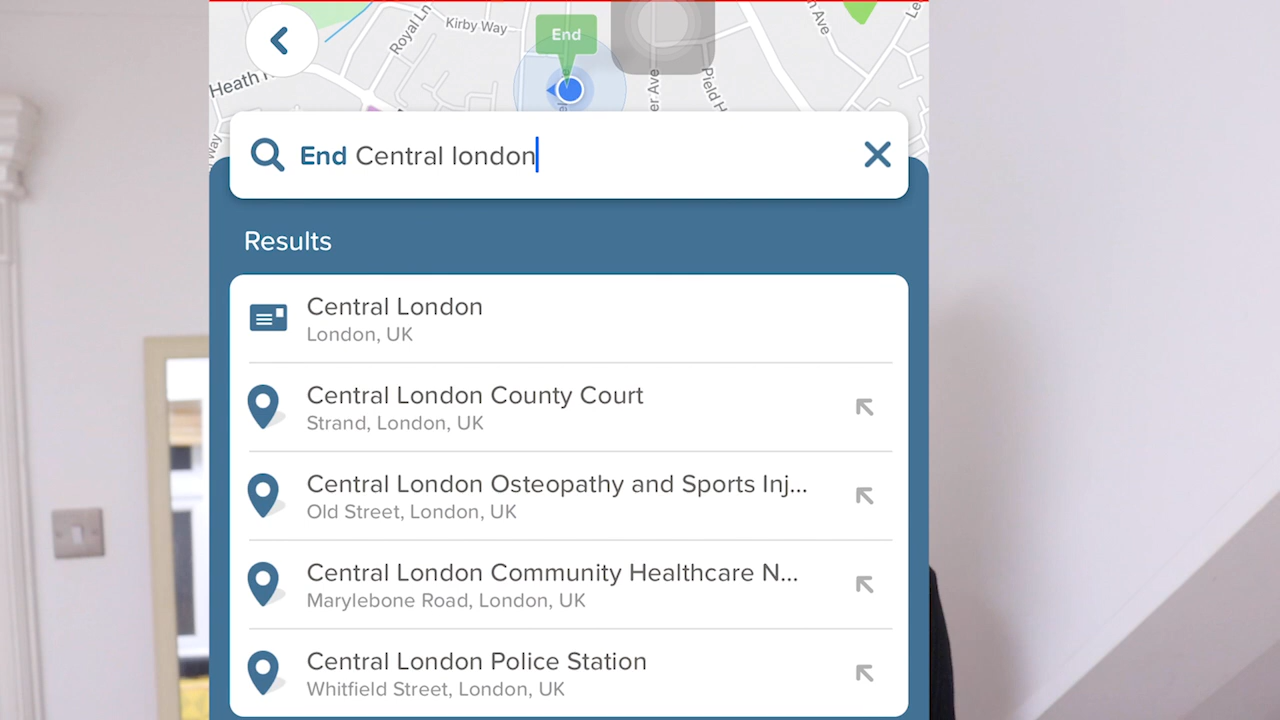 Royal Ln
Kirby Way
End
Heath
End Central london
Results
Central London
London, UK
Central London County Court
Strand, London, UK
Central London Osteopathy and Sports Inj...
Old Street, London, UK
Central London Community Healthcare N...
Marylebone Road, London, UK
Central London Police Station
Whitfield Street, London, UK